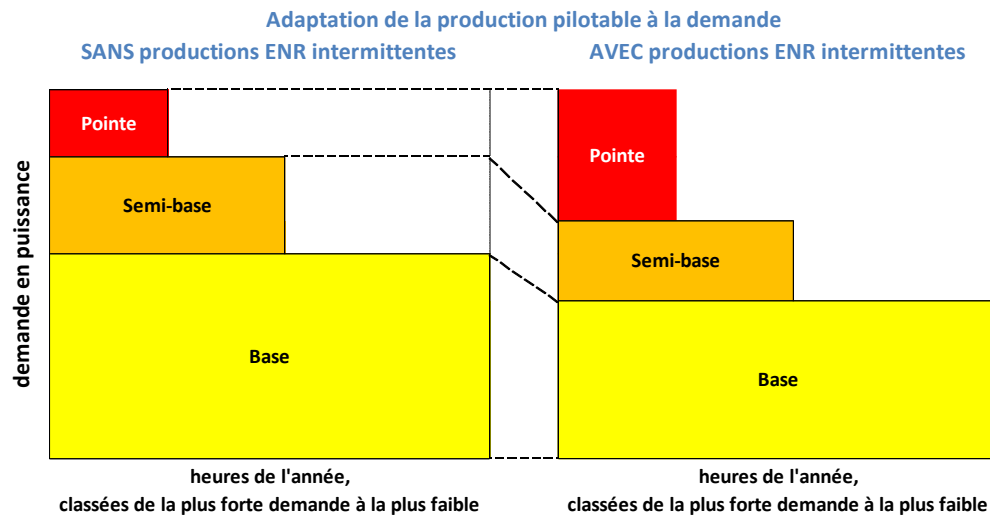 Adaptation de la production pilotable à la demande
SANS productions ENR intermittentes
AVEC productions ENR intermittentes
demande en puissance
Pointe
Semi-base
Base
Pointe
Semi-base
Base
heures de l'année,
classées de la plus forte demande à la plus faible
heures de l'année,
classées de la plus forte demande à la plus faible